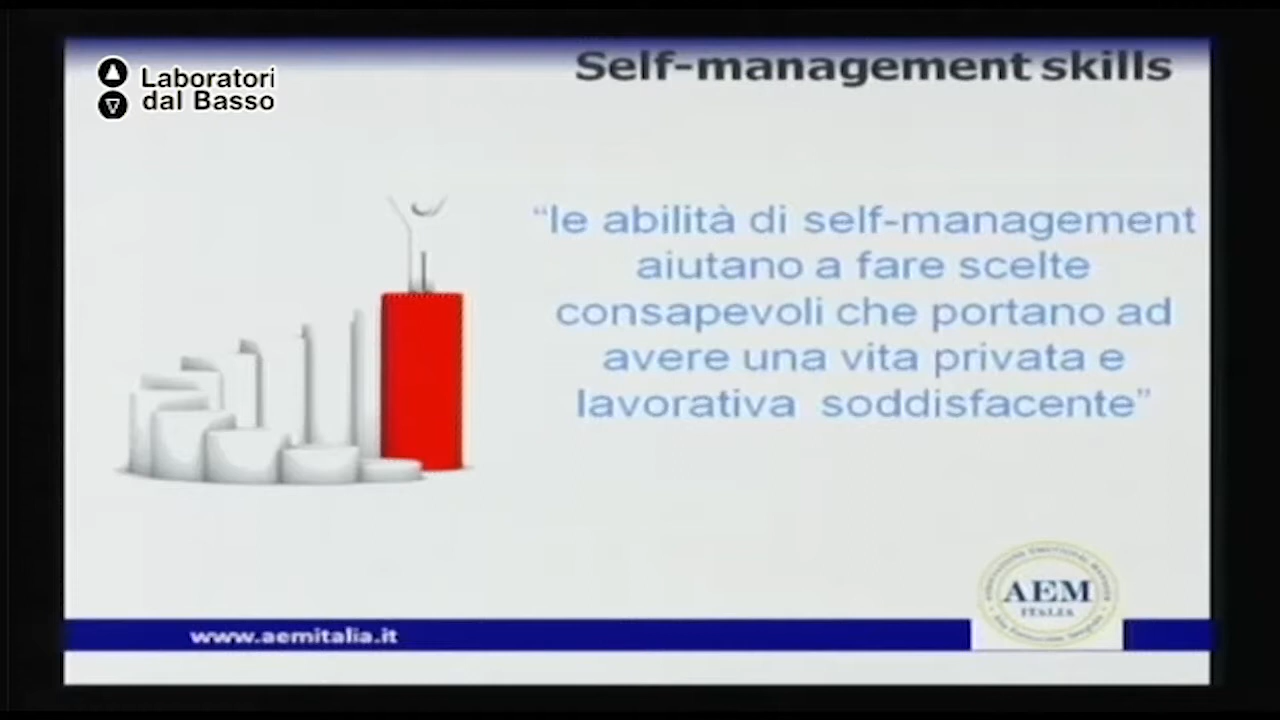 Self-management skills
Laboratori
dal Basso
“le abilità di self-management
aiutano a fare scelte
consapevoli che portano ad
avere una vita privata e
lavorativa soddisfacente”
AEM
ITALIA
www.aemitalia.it